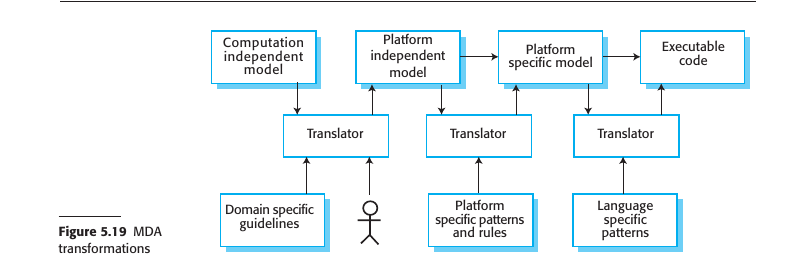 Computation
independent
model
Platform
independent
model
Platform
specific model
Executable
code
Translator
Translator
Translator
Domain specific
guidelines
Platform
specific patterns
and rules
Language
specific
patterns
Figure 5.19 MDA
transformations